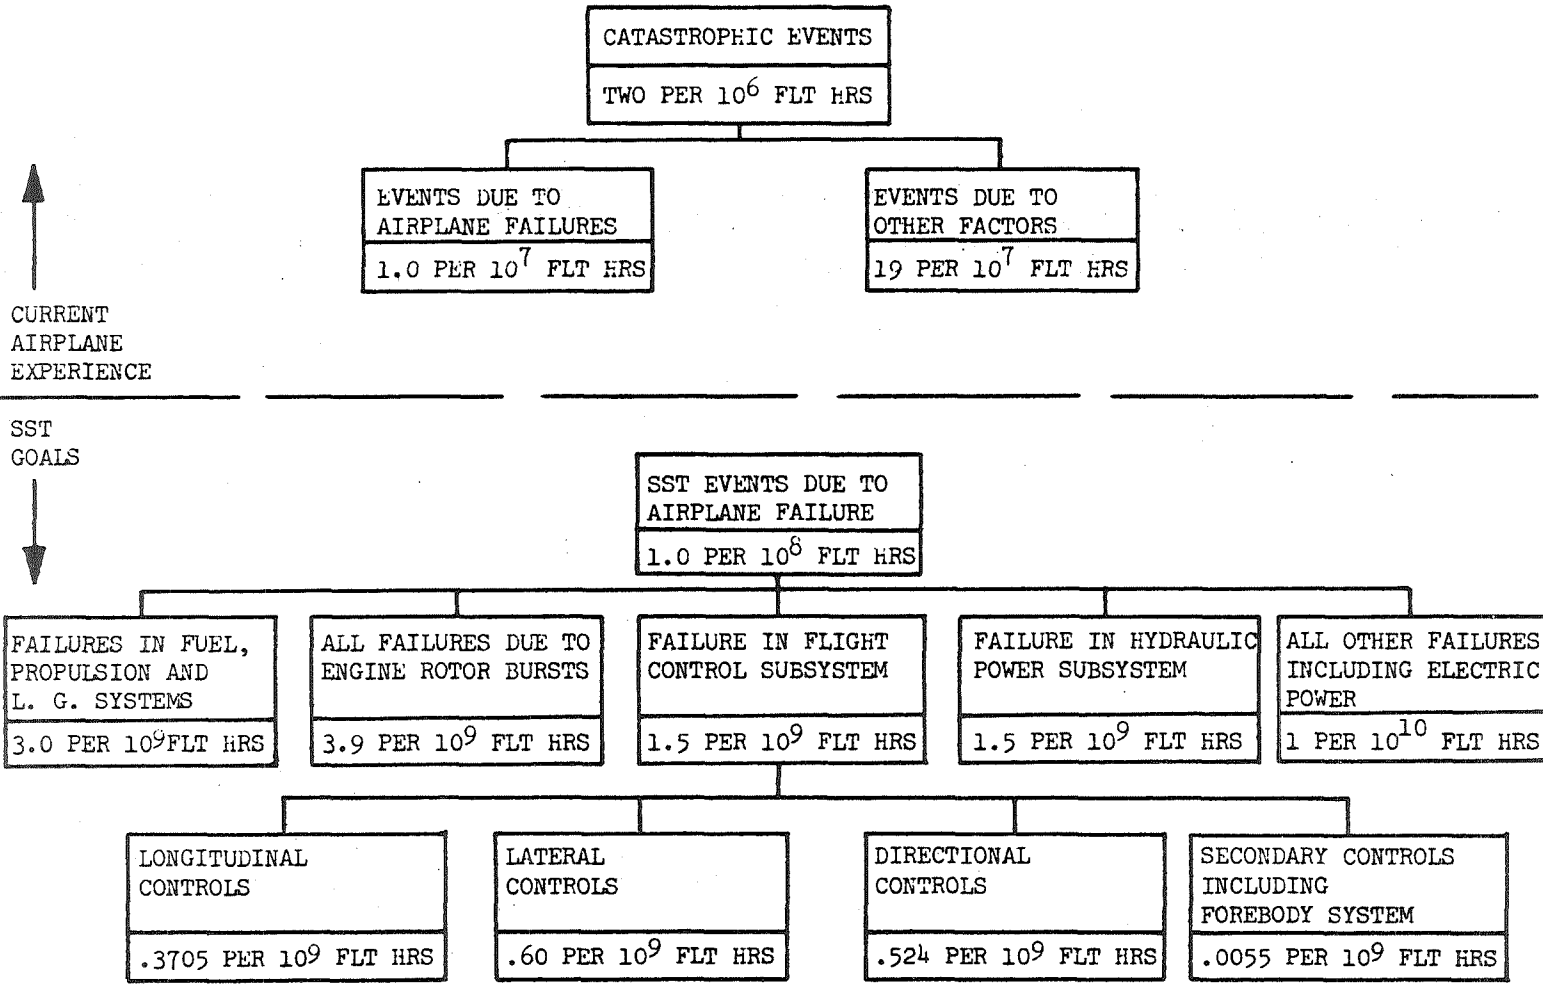 CATASTROPHIC EVENTS
TWO PER 10^6 FLT HRS
EVENTS DUE TO
AIRPLANE FAILURES
1.0 PER 10^7 FLT HRS
EVENTS DUE TO
OTHER FACTORS
19 PER 10^7 FLT HRS
CURRENT
AIRPLANE
EXPERIENCE
SST
GOALS
SST EVENTS DUE TO
AIRPLANE FAILURE
1.0 PER 10^8 FLT HRS
FAILURES IN FUEL,
PROPULSION AND
L. G. SYSTEMS
3.0 PER 10^9 FLT HRS
ALL FAILURES DUE TO
ENGINE ROTOR BURSTS
3.9 PER 10^9 FLT HRS
FAILURE IN FLIGHT
CONTROL SUBSYSTEM
1.5 PER 10^9 FLT HRS
FAILURE IN HYDRAULIC
POWER SUBSYSTEM
1.5 PER 10^9 FLT HRS
ALL OTHER FAILURES
INCLUDING ELECTRIC
POWER
1 PER 10^10 FLT HRS
LONGITUDINAL
CONTROLS
.3705 PER 10^9 FLT HRS
LATERAL
CONTROLS
.60 PER 10^9 FLT HRS
DIRECTIONAL
CONTROLS
.524 PER 10^9 FLT HRS
SECONDARY CONTROLS
INCLUDING
FOREBODY SYSTEM
.0055 PER 10^9 FLT HRS